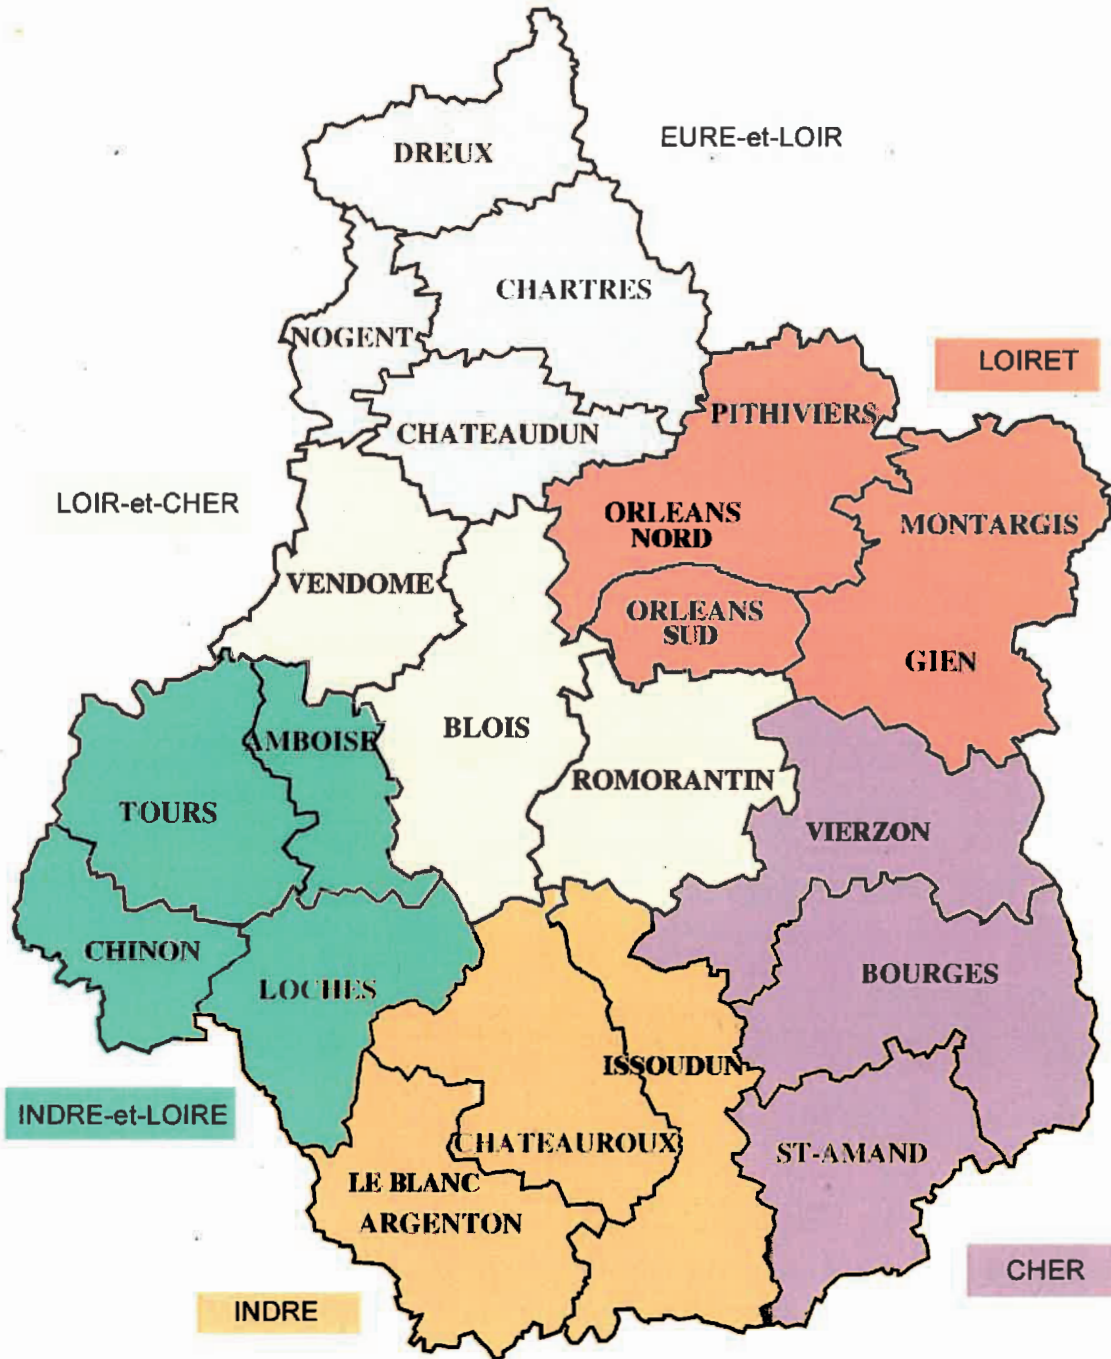 DREUX
EURE-et-LOIR
CHARTRES
NOGENT
LOIRET
PITHIVIERS
CHATEAUDUN
LOIR-et-CHER
ORLEANS
NORD
MONTARGIS
VENDOME
ORLEANS
SUD
GIEN
BLOIS
AMBOISE
ROMORANTIN
TOURS
VIERZON
CHINON
LOCHES
BOURGES
ISSOUDUN
INDRE-et-LOIRE
CHATEAUROUX
ST-AMAND
LE BLANC
ARGENTON
CHER
INDRE